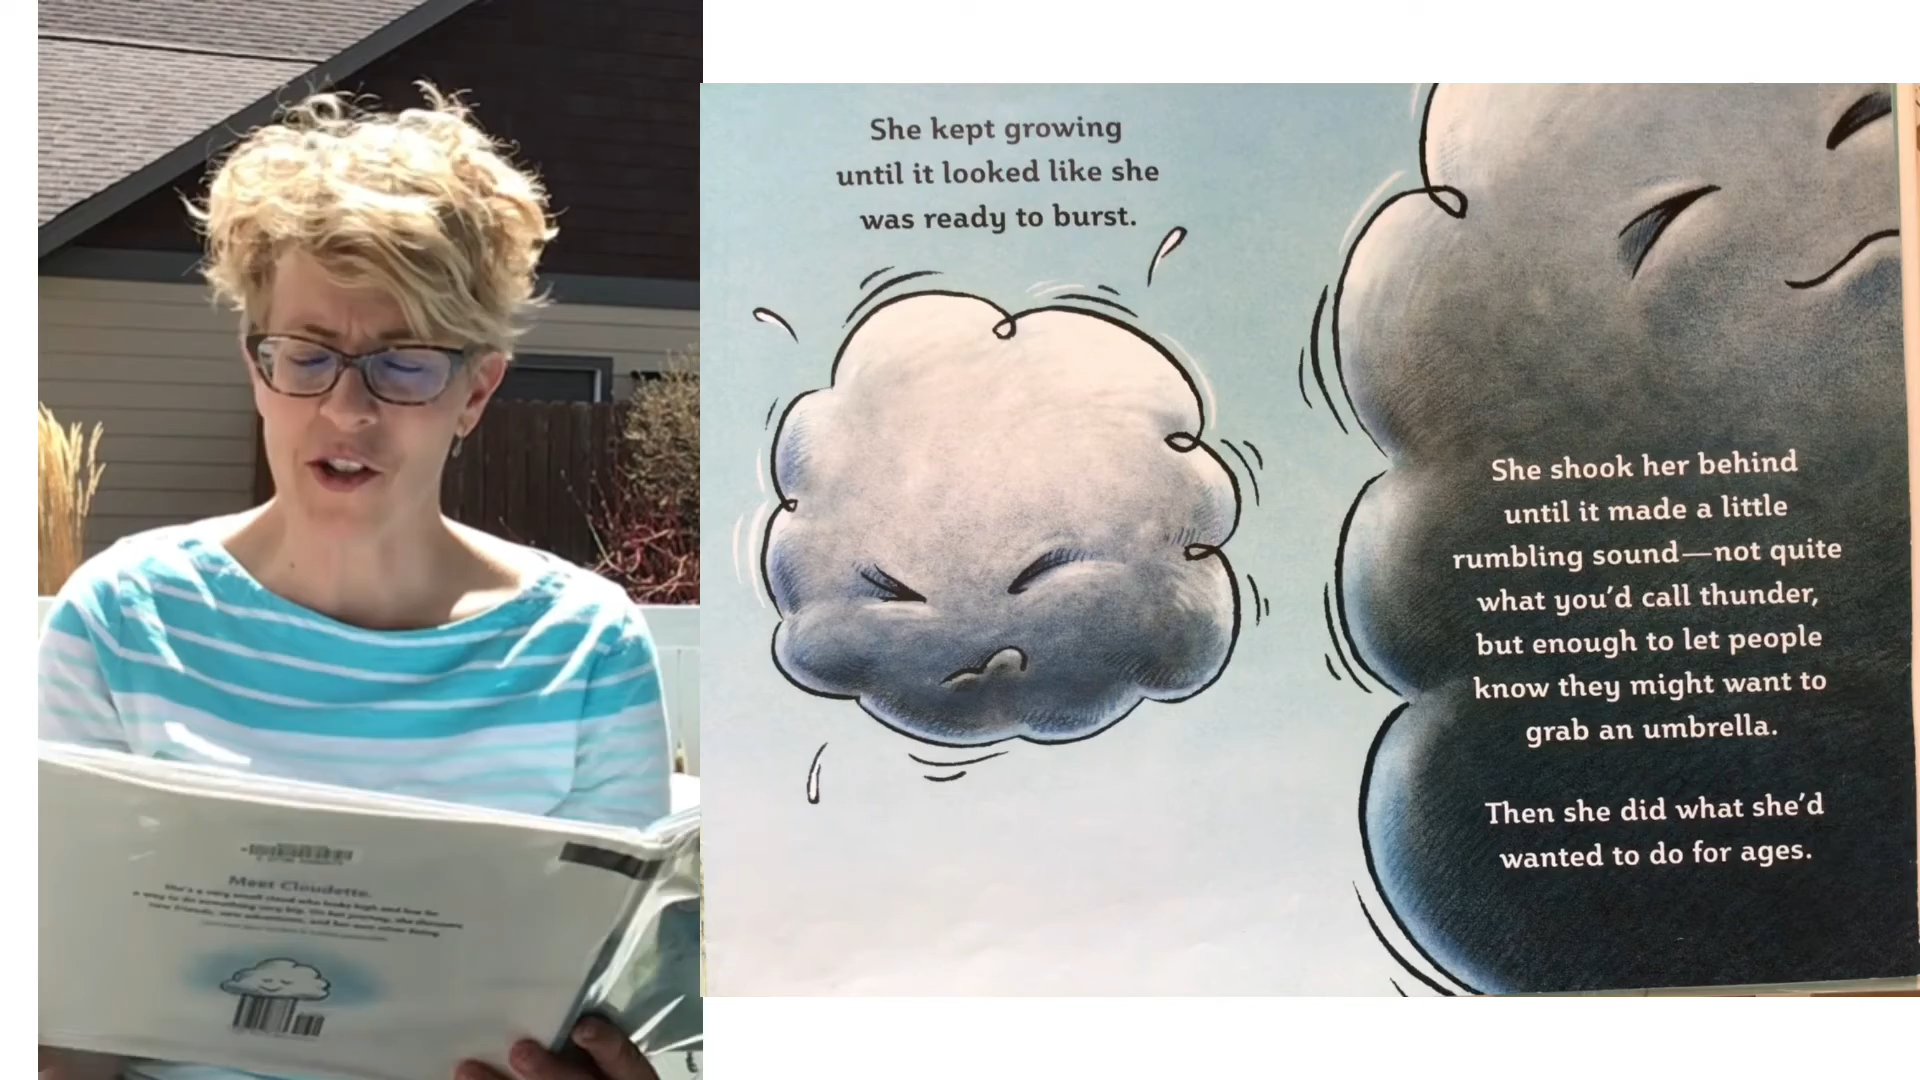 She kept growing
until it looked like she
was ready to burst.
She shook her behind
until it made a little
rumbling sound—not quite
what you'd call thunder,
but enough to let people
know they might want to
grab an umbrella.
Then she did what she'd
wanted to do for ages.
Meet Cloudette.